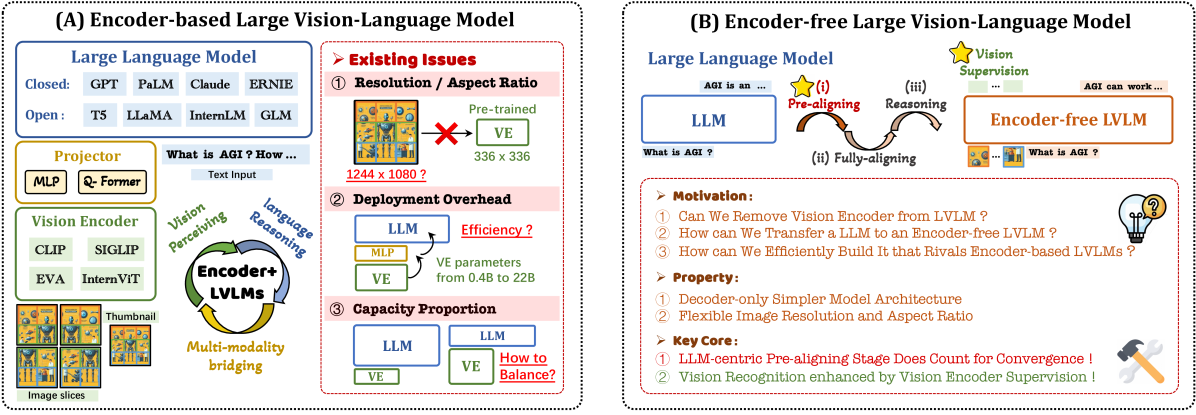 (A) Encoder-based Large Vision-Language Model
Large Language Model
Closed: GPT PaLM Claude ERNIE
Open : T5 LLaMA InternLM GLM
Projector
MLP Q- Former
What is AGI ? How ...
Text Input
Vision Encoder
CLIP SIGLIP
EVA InternViT
Vision Perceiving
language Reasoning
Encoder+
LVLMs
Multi-modality
bridging
Thumbnail
Image slices
➢ Existing Issues
① Resolution / Aspect Ratio
Pre-trained
VE
336 x 336
1244 x 1080 ?
② Deployment Overhead
LLM
MLP
VE
Efficiency ?
VE parameters
from 0.4B to 22B
③ Capacity Proportion
LLM
VE
LLM
VE
How to
Balance?
(B) Encoder-free Large Vision-Language Model
Large Language Model
AGI is an ...
LLM
What is AGI ?
(i)
Pre-aligning
(ii) Fully-aligning
(iii)
Reasoning
Vision
Supervision
...
AGI can work ...
Encoder-free LVLM
... What is AGI ?
➢ Motivation :
① Can We Remove Vision Encoder from LVLM ?
② How can We Transfer a LLM to an Encoder-free LVLM ?
③ How can We Efficiently Build It that Rivals Encoder-based LVLMs ?
➢ Property :
① Decoder-only Simpler Model Architecture
② Flexible Image Resolution and Aspect Ratio
➢ Key Core :
① LLM-centric Pre-aligning Stage Does Count for Convergence !
② Vision Recognition enhanced by Vision Encoder Supervision !